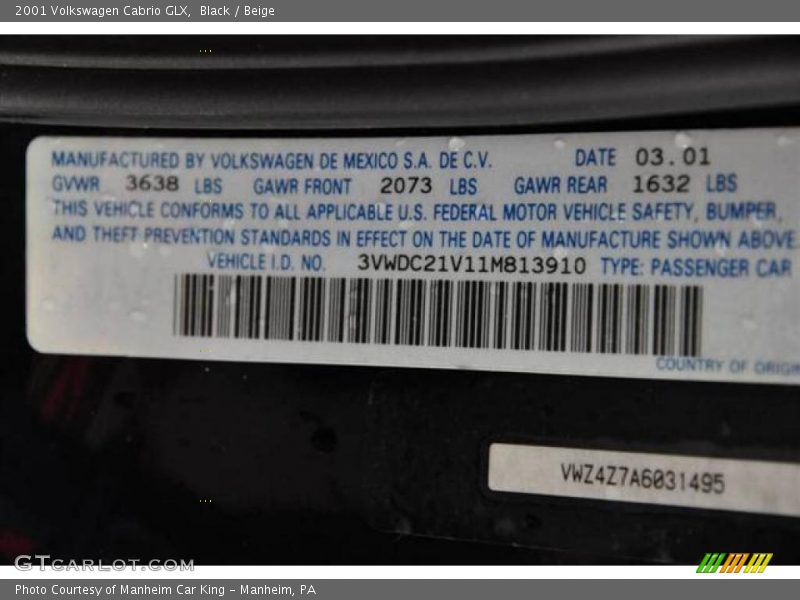 2001 Volkswagen Cabrio GLX, Black / Beige
MANUFACTURED BY VOLKSWAGEN DE MEXICO S.A. DE C.V. DATE 03.01
GVWR 3638 LBS GAWR FRONT 2073 LBS GAWR REAR 1632 LBS
THIS VEHICLE CONFORMS TO ALL APPLICABLE U.S. FEDERAL MOTOR VEHICLE SAFETY, BUMPER,
AND THEFT PREVENTION STANDARDS IN EFFECT ON THE DATE OF MANUFACTURE SHOWN ABOVE
VEHICLE I.D. NO. 3VWDC21V11M813910 TYPE: PASSENGER CAR
COUNTRY OF ORIGIN
VWZ4Z7A6031495
GTCARLOT.COM
Photo Courtesy of Manheim Car King - Manheim, PA